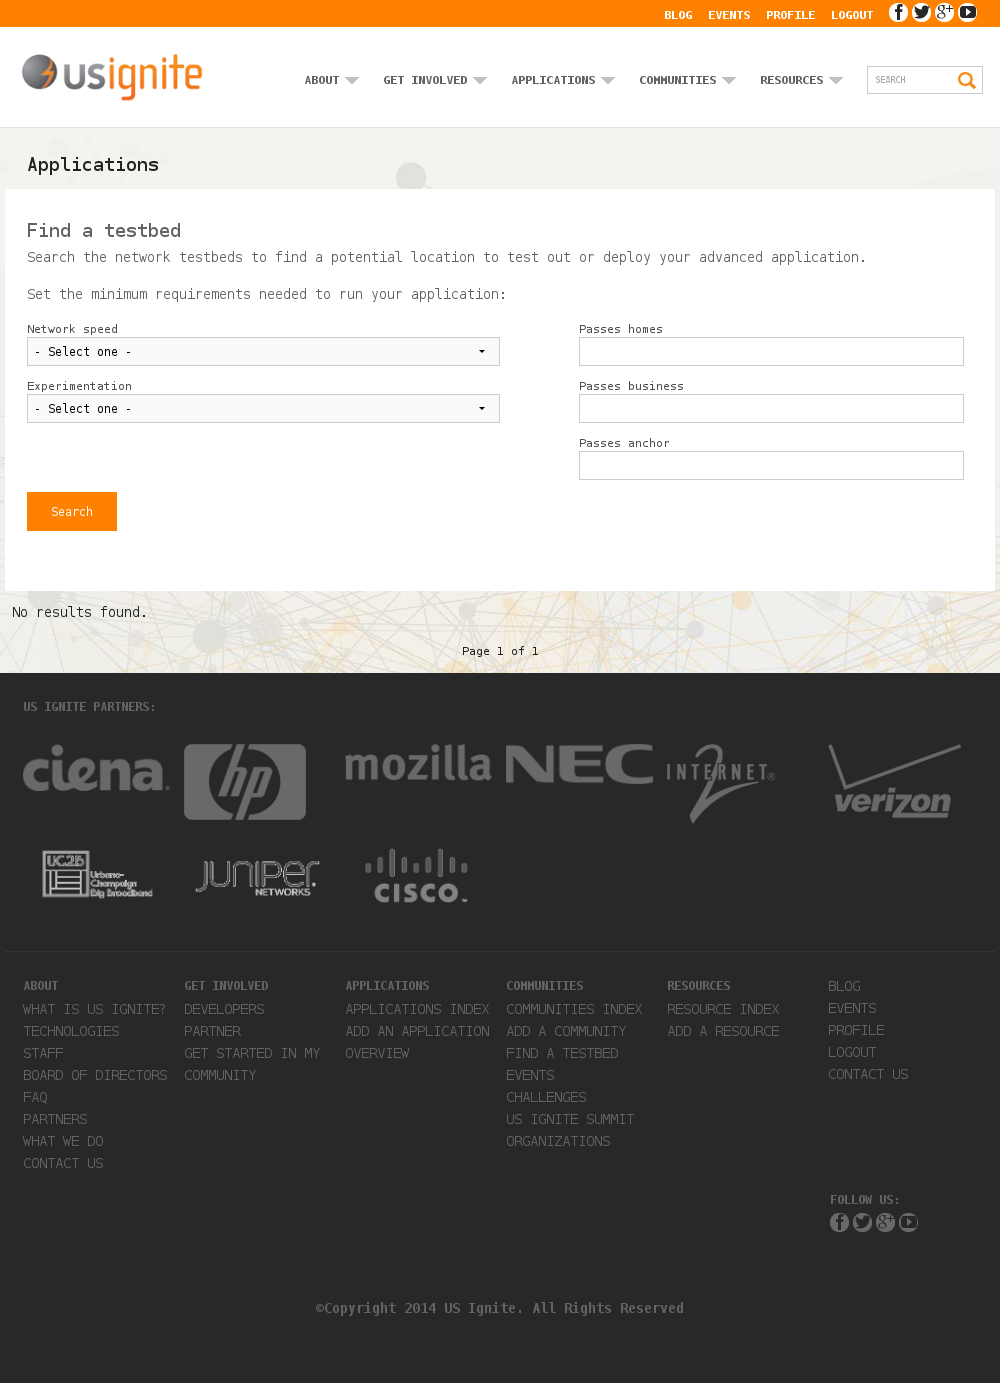 BLOG EVENTS PROFILE LOGOUT
usignite
ABOUT GET INVOLVED APPLICATIONS COMMUNITIES RESOURCES SEARCH
Applications
Find a testbed
Search the network testbeds to find a potential location to test out or deploy your advanced application.
Set the minimum requirements needed to run your application:
Network speed
- Select one -
Experimentation
- Select one -
Passes homes
Passes business
Passes anchor
Search
No results found.
Page 1 of 1
US IGNITE PARTNERS:
ciena hp mozilla NEC INTERNET 2 verizon
UC2B Urbana-Champaign Big Broadband
JUNIPER NETWORKS
CISCO
ABOUT
WHAT IS US IGNITE?
TECHNOLOGIES
STAFF
BOARD OF DIRECTORS
FAQ
PARTNERS
WHAT WE DO
CONTACT US
GET INVOLVED
DEVELOPERS
PARTNER
GET STARTED IN MY
COMMUNITY
APPLICATIONS
APPLICATIONS INDEX
ADD AN APPLICATION
OVERVIEW
COMMUNITIES
COMMUNITIES INDEX
ADD A COMMUNITY
FIND A TESTBED
EVENTS
CHALLENGES
US IGNITE SUMMIT
ORGANIZATIONS
RESOURCES
RESOURCE INDEX
ADD A RESOURCE
BLOG
EVENTS
PROFILE
LOGOUT
CONTACT US
FOLLOW US:
©Copyright 2014 US Ignite. All Rights Reserved